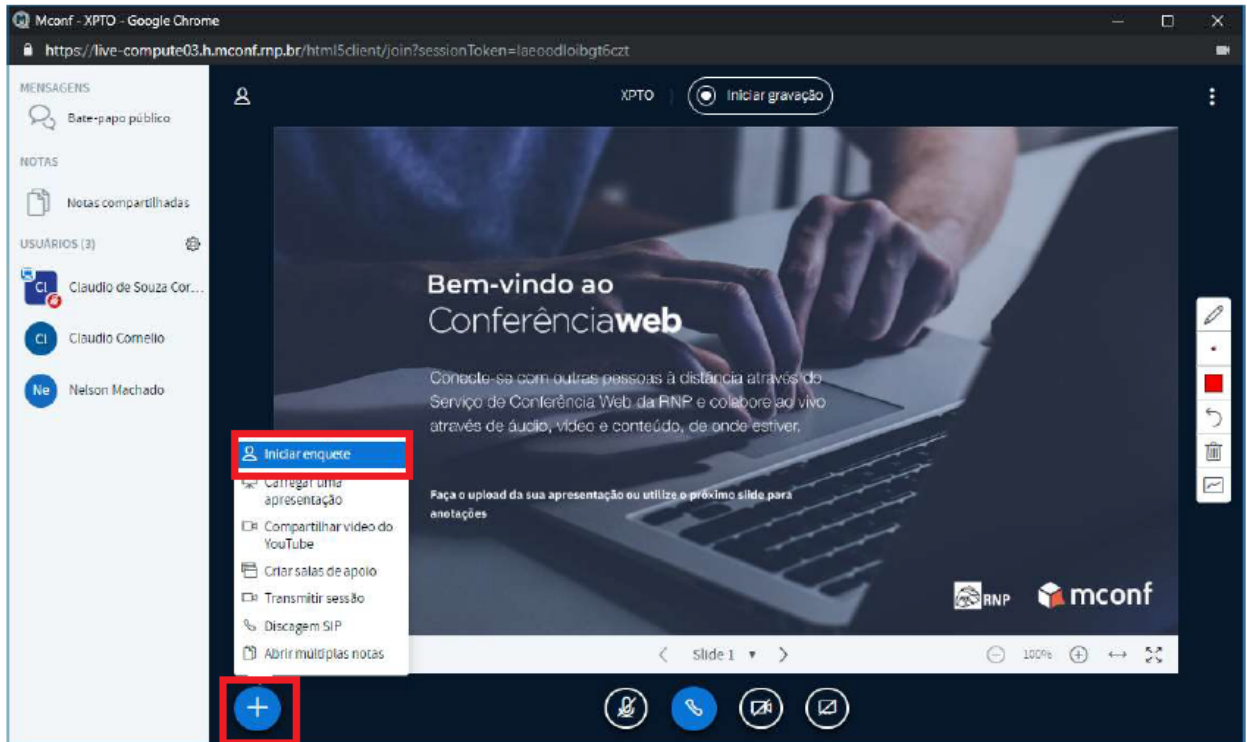 Mconf - XPTO - Google Chrome
https://live-compute03.h.mconf.rnp.br/html5client/join?sessionToken=laeoodloibgt6czt
MENSAGENS
Bate-papo público
NOTAS
Notas compartilhadas
USUÁRIOS (3)
CI
Claudio de Souza Cor...
CI
Claudio Cornelio
Ne
Nelson Machado
XPTO
Iniciar gravação
Bem-vindo ao
Conferênciaweb
Conecte-se com outras pessoas à distância através do
Serviço de Conferência Web da RNP e colabore ao vivo
através de áudio, vídeo e conteúdo, de onde estiver.
Faça o upload da sua apresentação ou utilize o próximo slide para
anotações
RNP
mconf
Iniciar enquete
Carregar uma
apresentação
Compartilhar vídeo do
YouTube
Criar salas de apoio
Transmitir sessão
Discagem SIP
Abrir múltiplas notas
Slide 1
100%